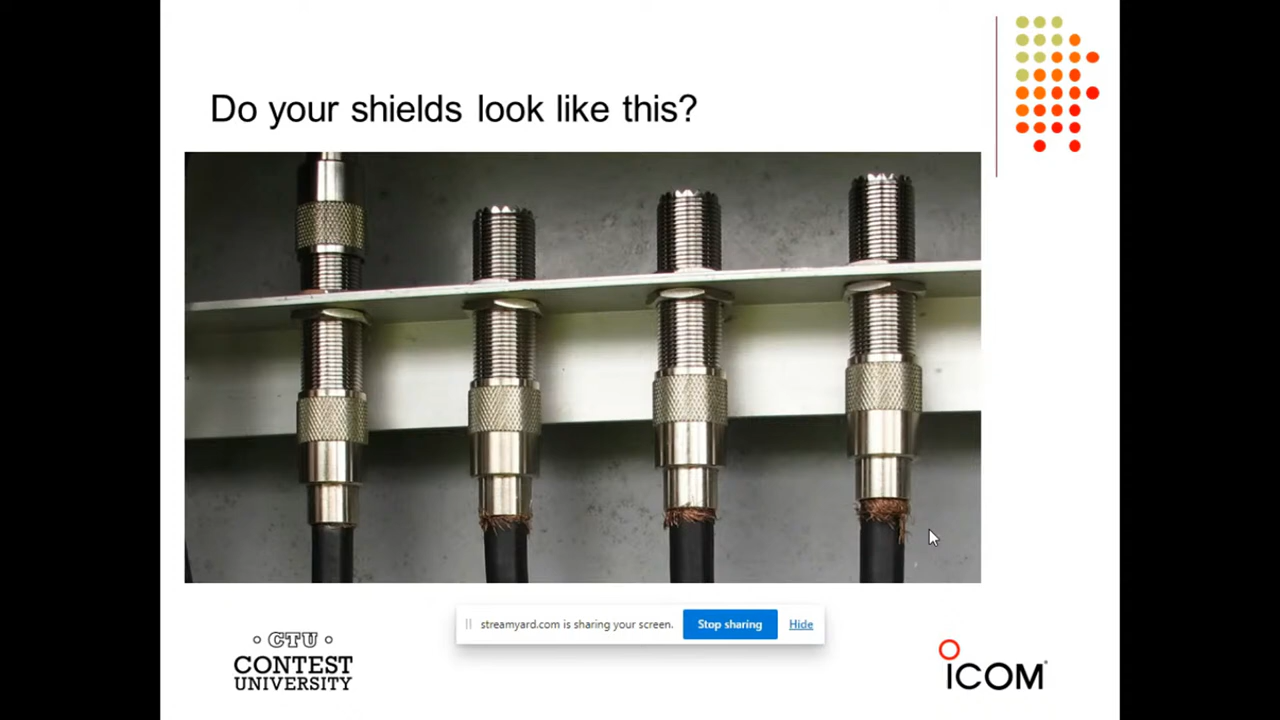 Do your shields look like this?
streamyard.com is sharing your screen.
Stop sharing
Hide
• CTU •
CONTEST
UNIVERSITY
ICOM